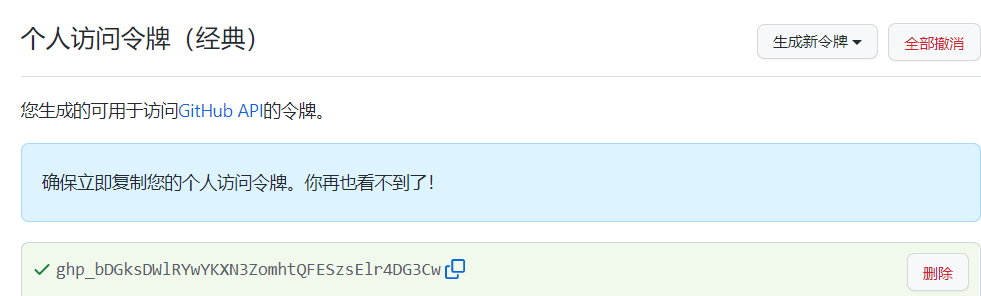 个人访问令牌（经典）
生成新令牌
全部撤消
您生成的可用于访问GitHub API的令牌。
确保立即复制您的个人访问令牌。你再也看不到了！
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
删除